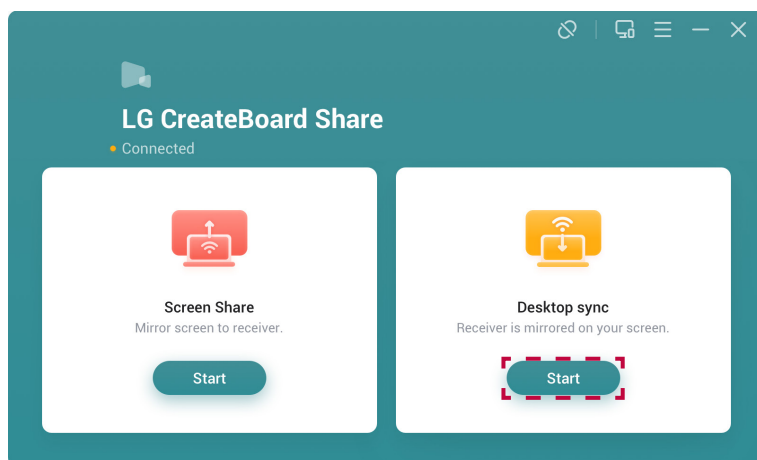 LG CreateBoard Share
Connected
Screen Share
Mirror screen to receiver.
Start
Desktop sync
Receiver is mirrored on your screen.
Start